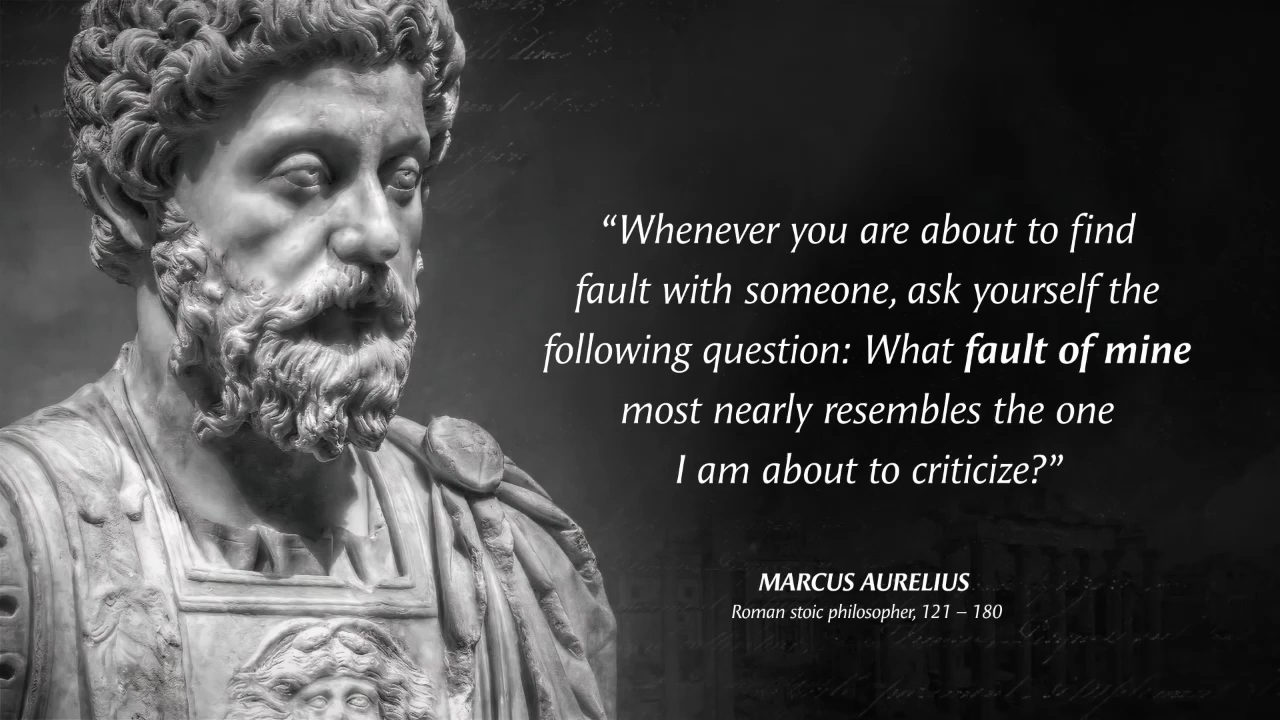 “Whenever you are about to find
fault with someone, ask yourself the
following question: What fault of mine
most nearly resembles the one
I am about to criticize?”
MARCUS AURELIUS
Roman stoic philosopher, 121 – 180